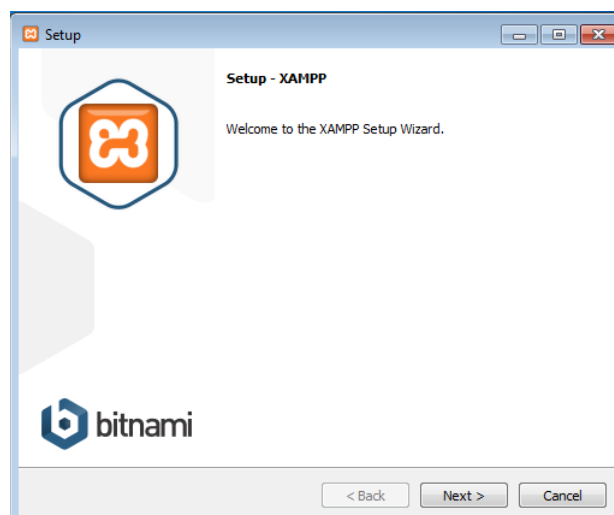 Setup
Setup - XAMPP
Welcome to the XAMPP Setup Wizard.
bitnami
< Back Next > Cancel